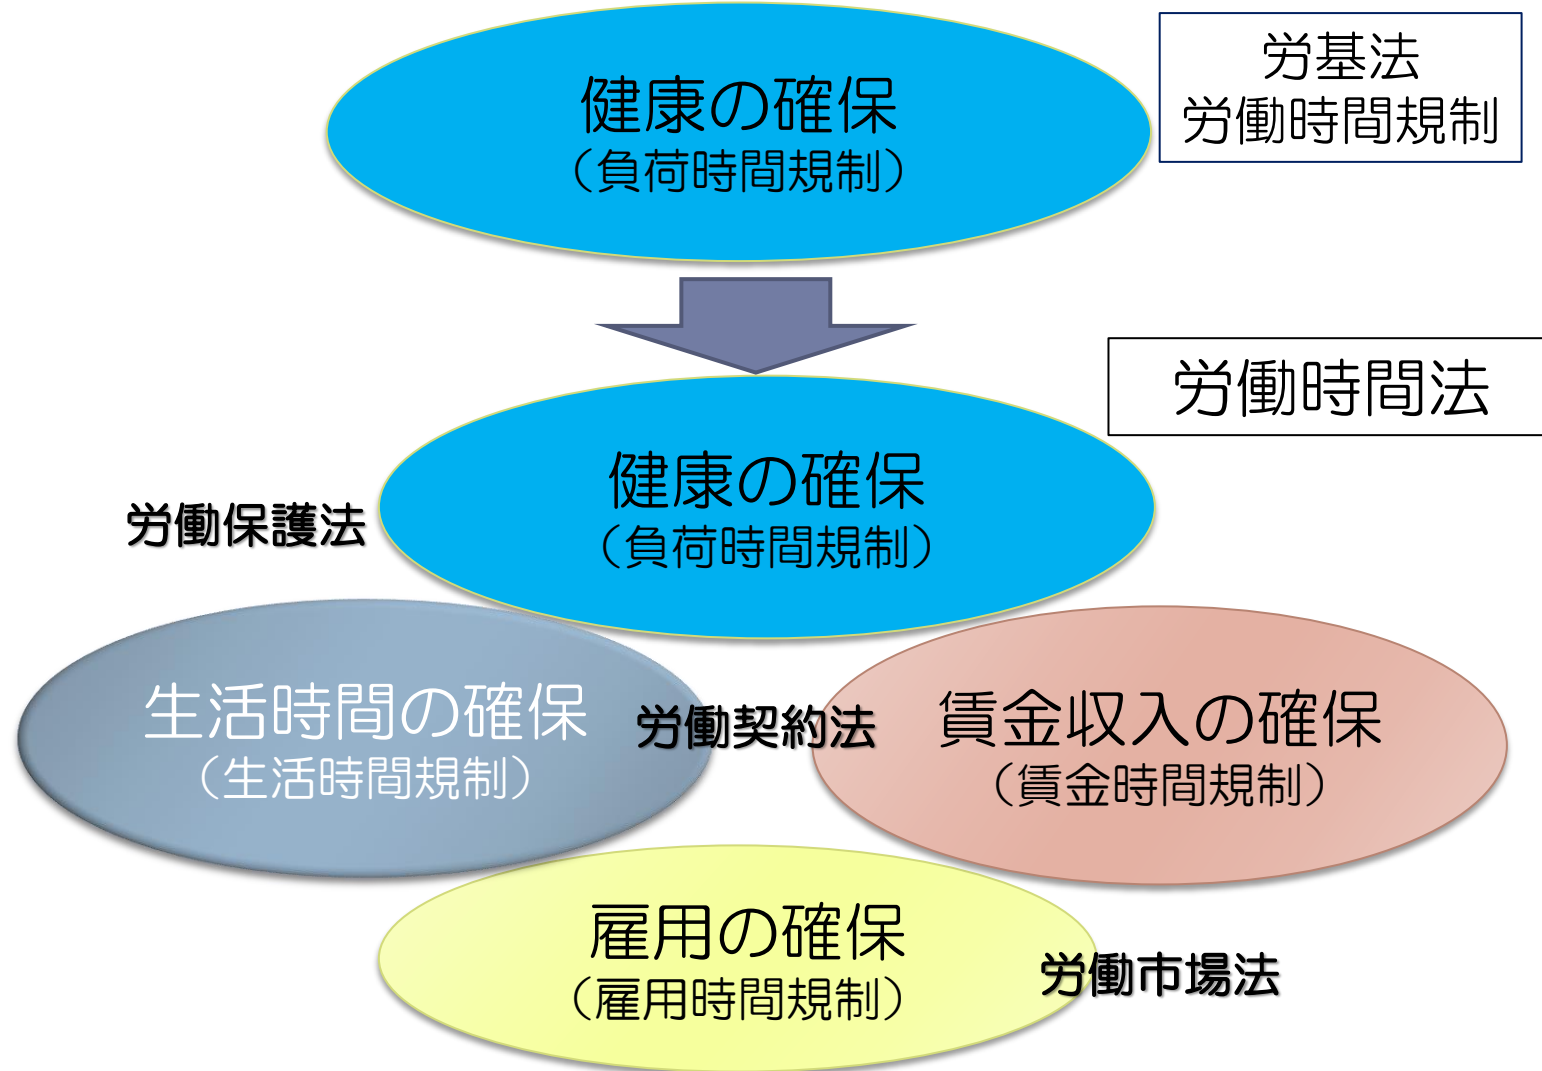 健康の確保
（負荷時間規制）
労基法
労働時間規制
労働時間法
健康の確保
（負荷時間規制）
労働保護法
生活時間の確保
（生活時間規制）
労働契約法
賃金収入の確保
（賃金時間規制）
雇用の確保
（雇用時間規制）
労働市場法